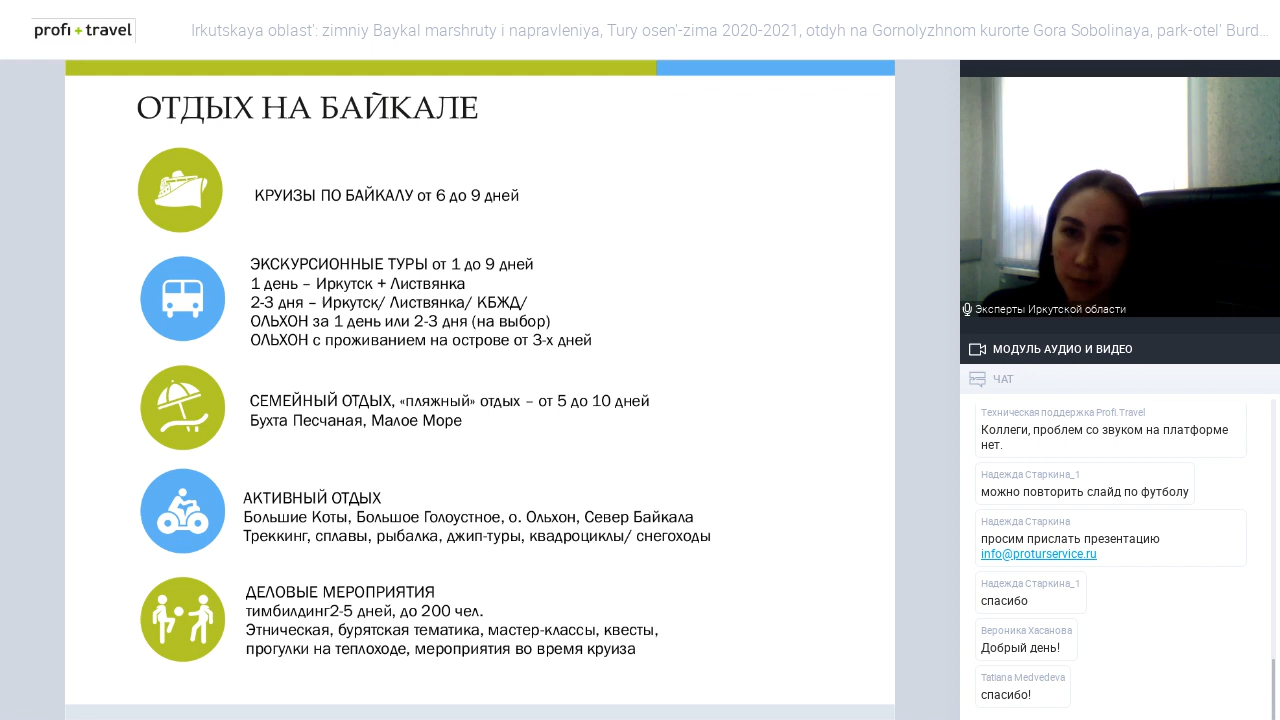 profi + travel
Irkutskaya oblast': zimniy Baykal marshruty i napravleniya, Tury osen'-zima 2020-2021, otdyh na Gornolyzhnom kurorte Gora Sobolinaya, park-otel' Burd...
ОТДЫХ НА БАЙКАЛЕ
КРУИЗЫ ПО БАЙКАЛУ от 6 до 9 дней
ЭКСКУРСИОННЫЕ ТУРЫ от 1 до 9 дней
1 день – Иркутск + Листвянка
2-3 дня – Иркутск/ Листвянка/ КБЖД/
ОЛЬХОН за 1 день или 2-3 дня (на выбор)
ОЛЬХОН с проживанием на острове от 3-х дней
СЕМЕЙНЫЙ ОТДЫХ, «пляжный» отдых – от 5 до 10 дней
Бухта Песчаная, Малое Море
АКТИВНЫЙ ОТДЫХ
Большие Коты, Большое Голоустное, о. Ольхон, Север Байкала
Треккинг, сплавы, рыбалка, джип-туры, квадроциклы/ снегоходы
ДЕЛОВЫЕ МЕРОПРИЯТИЯ
тимбилдинг2-5 дней, до 200 чел.
Этническая, бурятская тематика, мастер-классы, квесты,
прогулки на теплоходе, мероприятия во время круиза
Эксперты Иркутской области
МОДУЛЬ АУДИО И ВИДЕО
ЧАТ
Техническая поддержка Profi.Travel
Коллеги, проблем со звуком на платформе
нет.
Надежда Старкина_1
можно повторить слайд по футболу
Надежда Старкина
просим прислать презентацию
info@proturservice.ru
Надежда Старкина_1
спасибо
Вероника Хасанова
Добрый день!
Tatiana Medvedeva
спасибо!